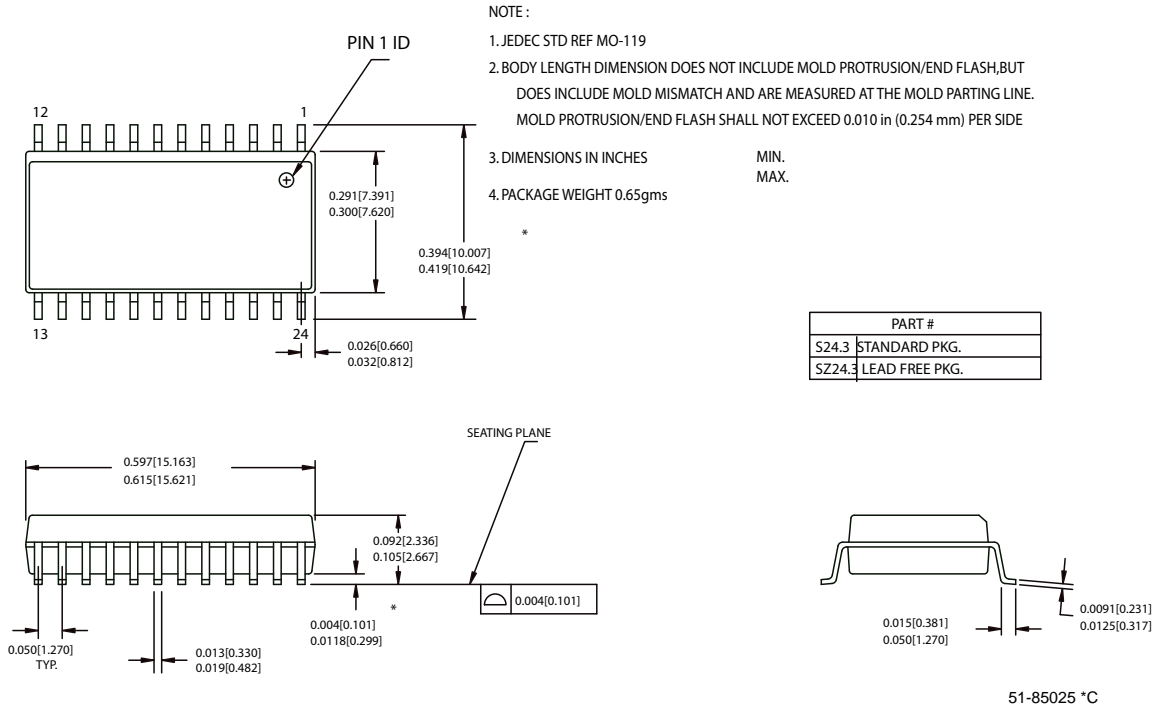 NOTE :
1. JEDEC STD REF MO-119
2. BODY LENGTH DIMENSION DOES NOT INCLUDE MOLD PROTRUSION/END FLASH,BUT
DOES INCLUDE MOLD MISMATCH AND ARE MEASURED AT THE MOLD PARTING LINE.
MOLD PROTRUSION/END FLASH SHALL NOT EXCEED 0.010 in (0.254 mm) PER SIDE
3. DIMENSIONS IN INCHES
MIN.
MAX.
4. PACKAGE WEIGHT 0.65gms
*
PIN 1 ID
12
1
0.291[7.391]
0.300[7.620]
0.394[10.007]
0.419[10.642]
13
24
0.026[0.660]
0.032[0.812]
PART #
S24.3 STANDARD PKG.
SZ24.3 LEAD FREE PKG.
SEATING PLANE
0.597[15.163]
0.615[15.621]
0.092[2.336]
0.105[2.667]
*
0.004[0.101]
0.004[0.101]
0.0118[0.299]
0.050[1.270]
TYP.
0.013[0.330]
0.019[0.482]
0.015[0.381]
0.050[1.270]
0.0091[0.231]
0.0125[0.317]
51-85025 *C